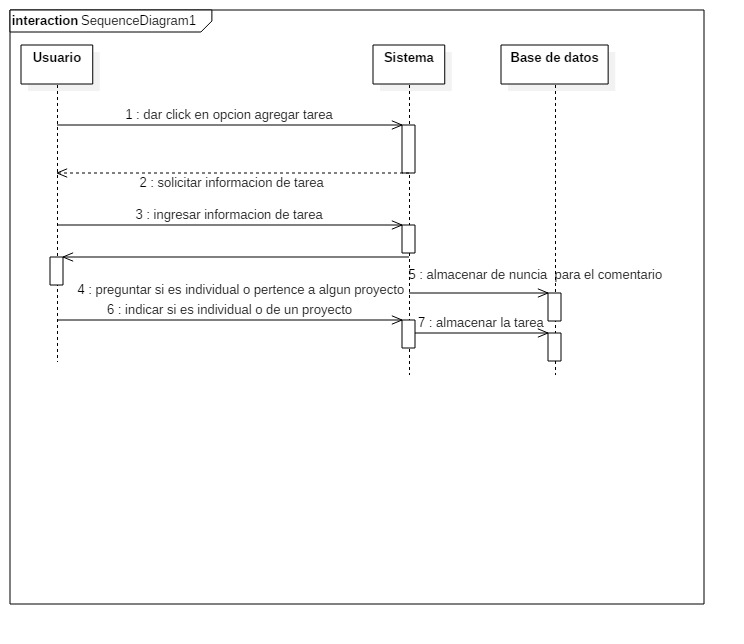 interaction SequenceDiagram1
Usuario
Sistema
Base de datos
1 : dar click en opcion agregar tarea
2 : solicitar informacion de tarea
3 : ingresar informacion de tarea
5 : almacenar de nuncia para el comentario
4 : preguntar si es individual o pertence a algun proyecto
6 : indicar si es individual o de un proyecto
7 : almacenar la tarea